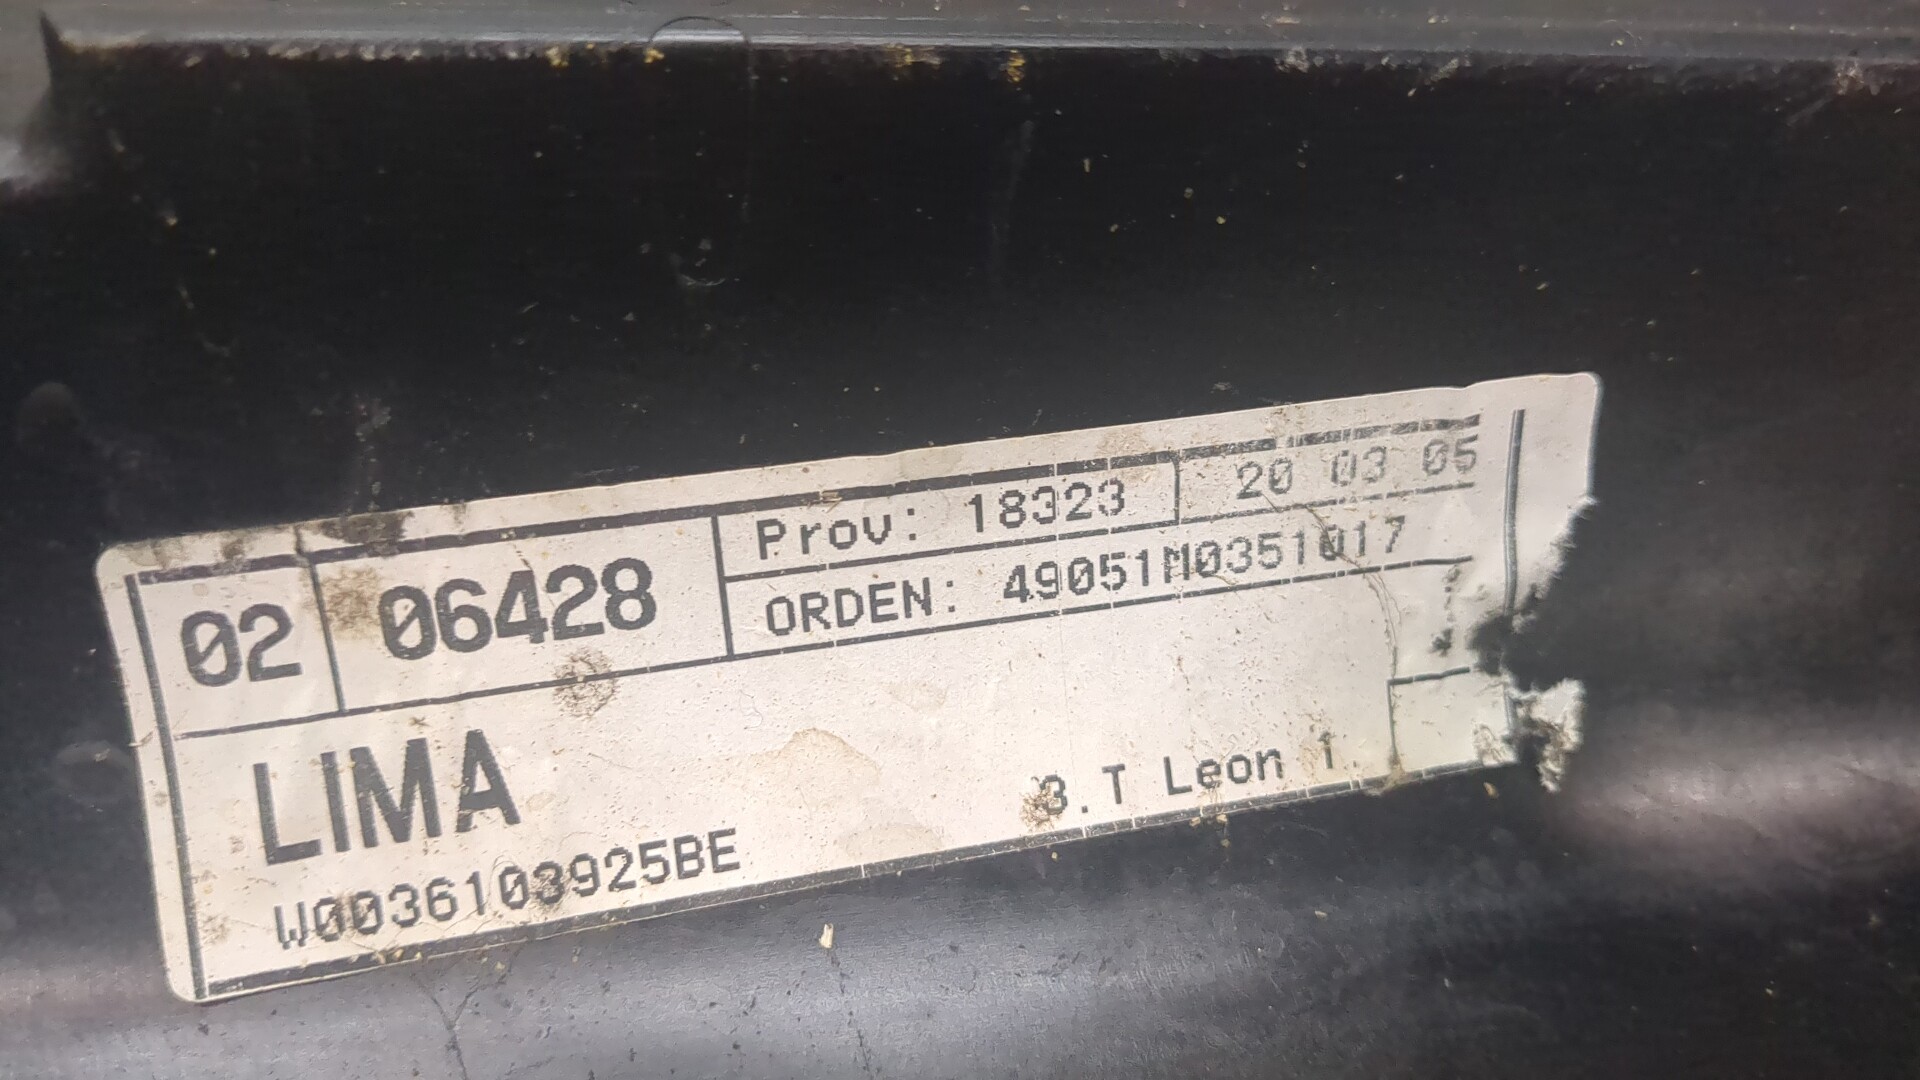 02 06428 Prov: 18323 20 03 05
ORDEN: 49051M0351017
LIMA
3.T Leon 1
W0036103925BE